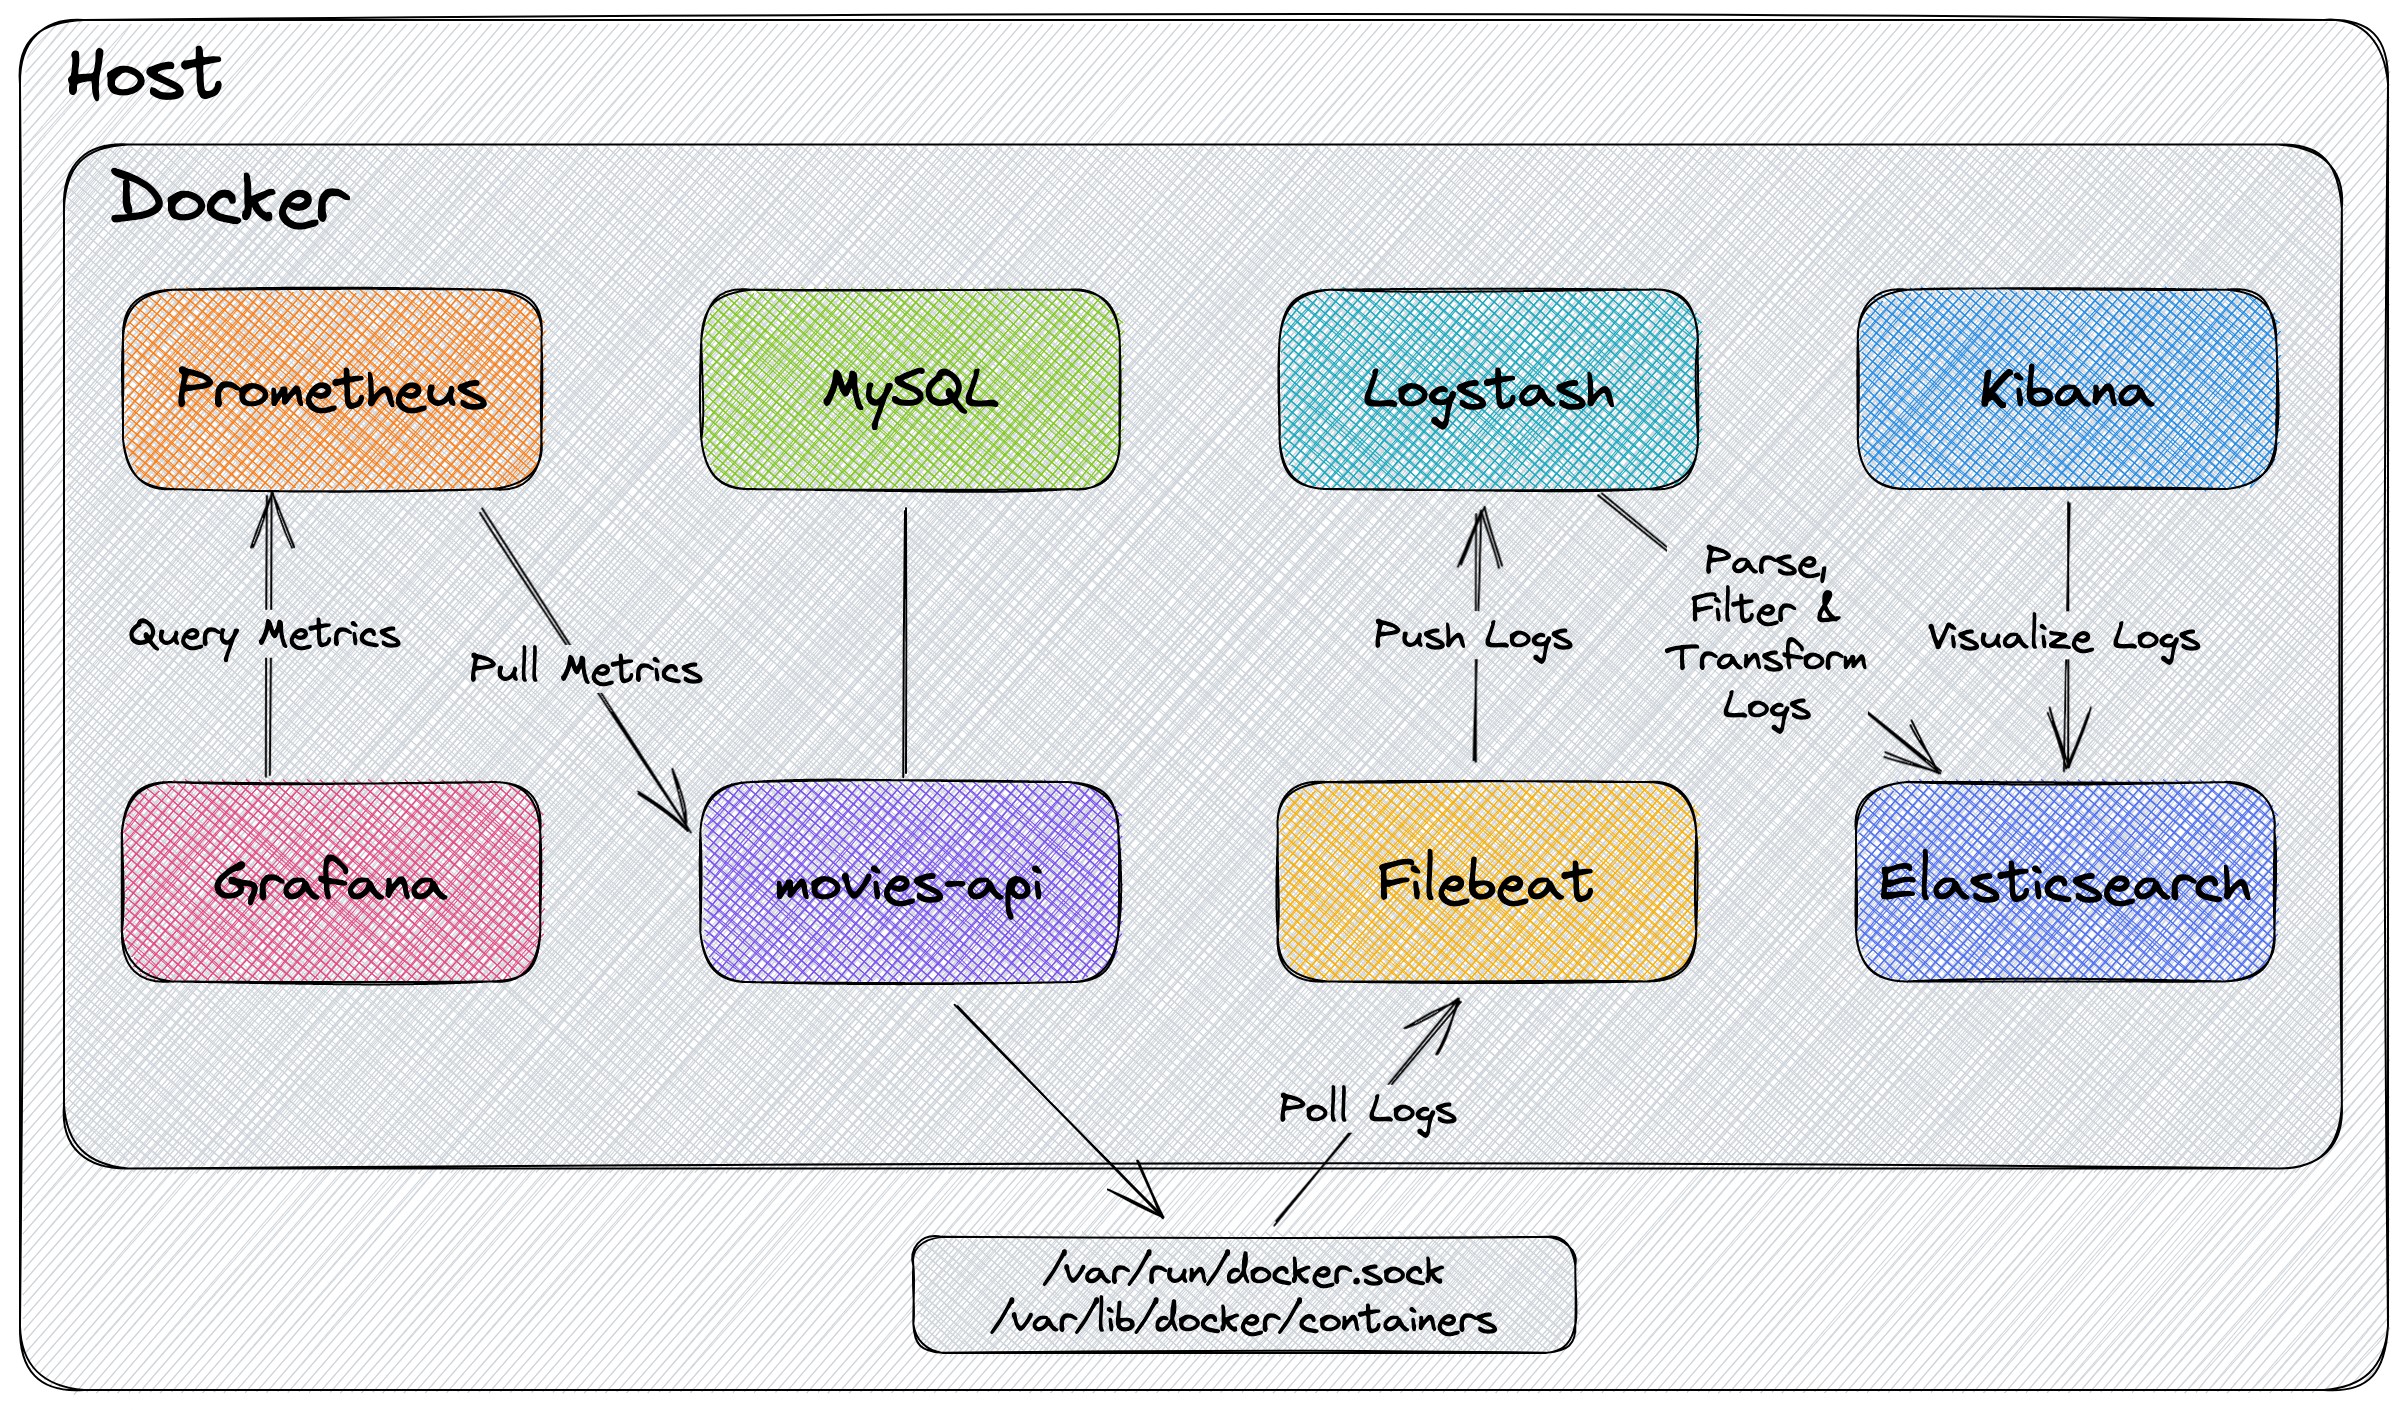 Host
Docker
Prometheus
MySQL
Logstash
Kibana
Query Metrics
Pull Metrics
Push Logs
Parse,
Filter &
Transform
Logs
Visualize Logs
Grafana
movies-api
Filebeat
Elasticsearch
Poll Logs
/var/run/docker.sock
/var/lib/docker/containers